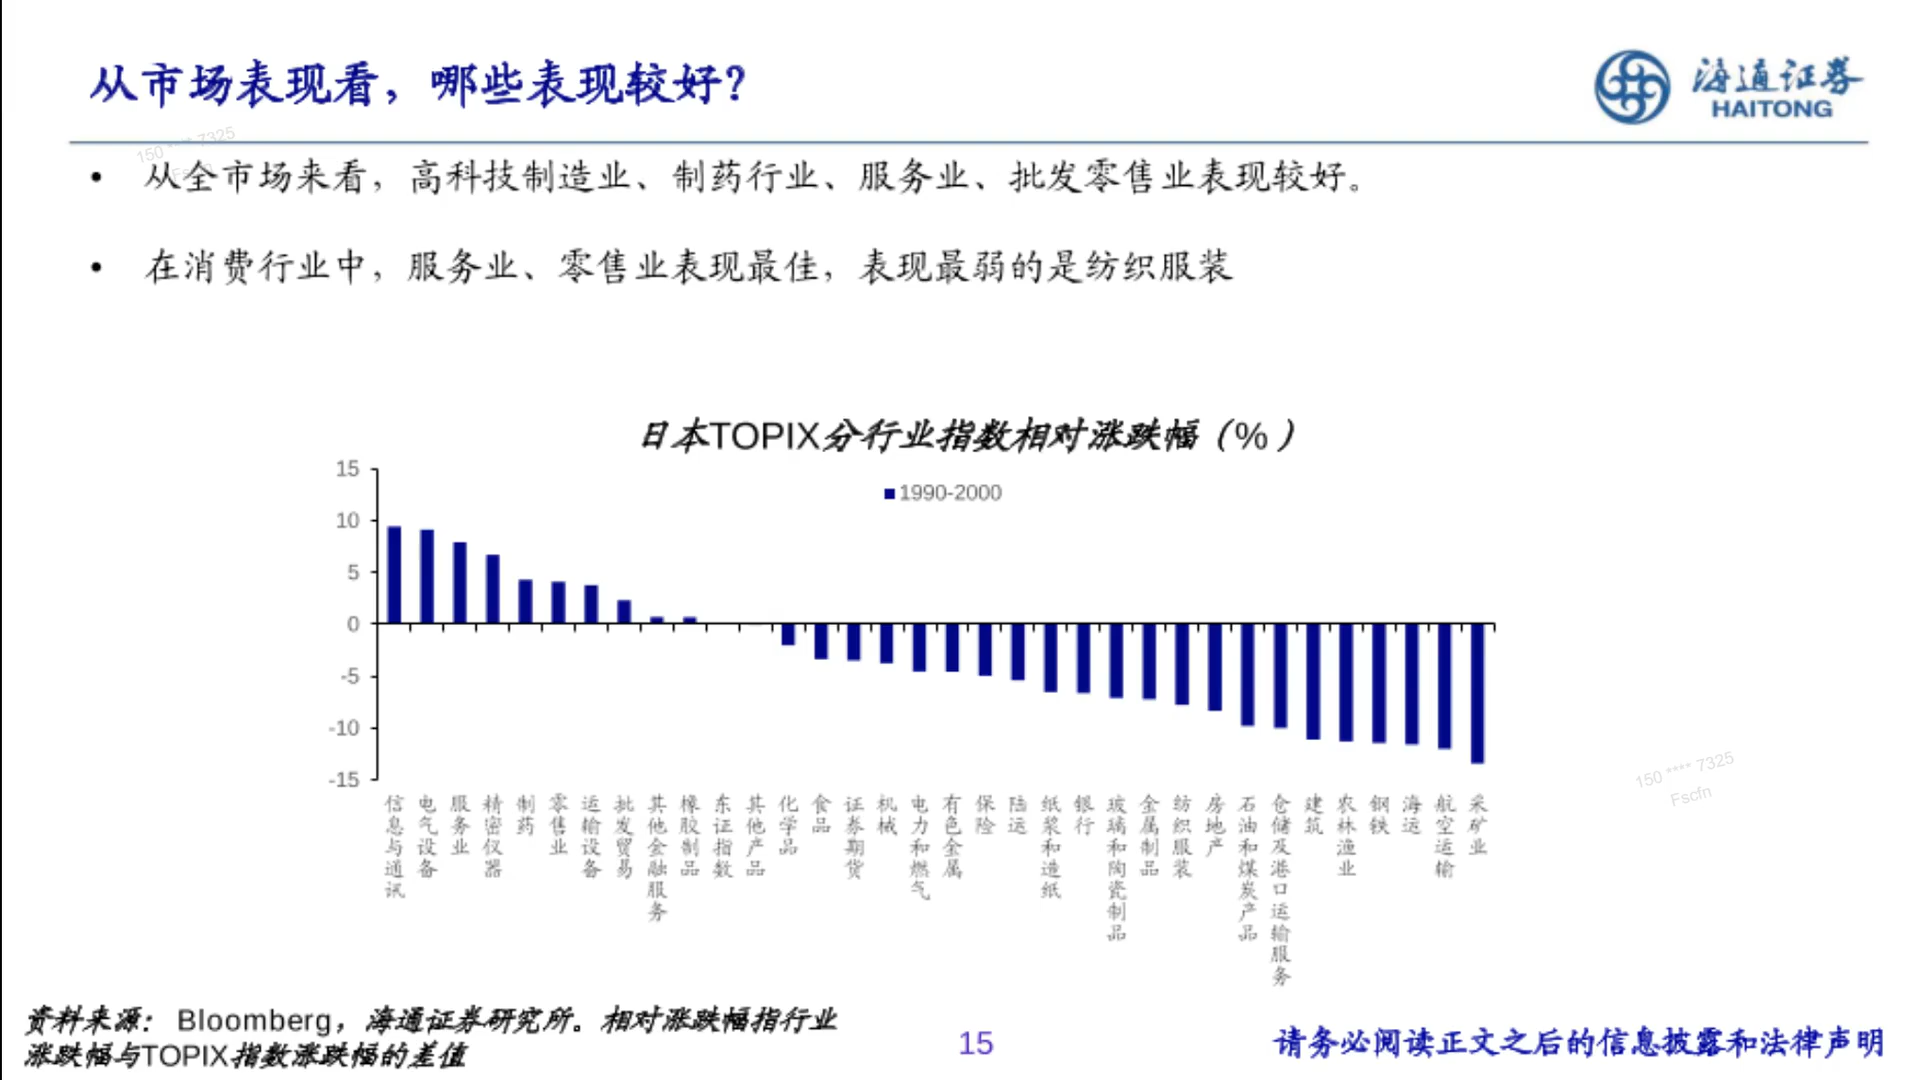 从市场表现看，哪些表现较好？
海通证券
HAITONG
150 **** 7325
• 从全市场来看，高科技制造业、制药行业、服务业、批发零售业表现较好。
• 在消费行业中，服务业、零售业表现最佳，表现最弱的是纺织服装
日本TOPIX分行业指数相对涨跌幅（%）
1990-2000
15
10
5
0
-5
-10
-15
信息与通讯
电气设备
服务业
精密仪器
制药
零售业
运输设备
批发贸易
其他金融服务
橡胶制品
东证指数
其他产品
化学品
食品
证券期货
机械
电力和燃气
有色金属
保险
陆运
纸浆和造纸
银行
玻璃和陶瓷制品
金属制品
纺织服装
房地产
石油和煤炭产品
仓储及港口运输服务
建筑
农林渔业
钢铁
海运
航空运输
采矿业
150 **** 7325
Fscfn
资料来源： Bloomberg，海通证券研究所。相对涨跌幅指行业
涨跌幅与TOPIX指数涨跌幅的差值
15
请务必阅读正文之后的信息披露和法律声明